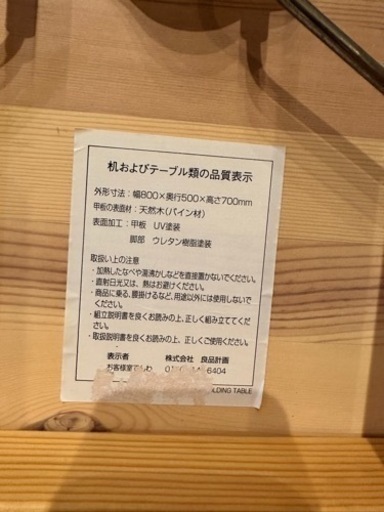 机およびテーブル類の品質表示
外形寸法：幅800×奥行500×高さ700mm
甲板の表面材：天然木(パイン材)
表面加工：甲板 UV塗装
脚部 ウレタン樹脂塗装
取扱い上の注意
・加熱したなべや湯沸かしなどを直接置かないでください。
・直射日光又は、熱はお避けください。
・商品に乗る、腰掛けるなど、用途以外には使用しないで
ください。
・組立説明書を良くお読みの上、正しく組み立ててくだ
さい。
・取扱説明書を良くお読みの上、正しくご使用ください。
表示者 株式会社 良品計画
お客様室でんわ 6404
LDING TABLE